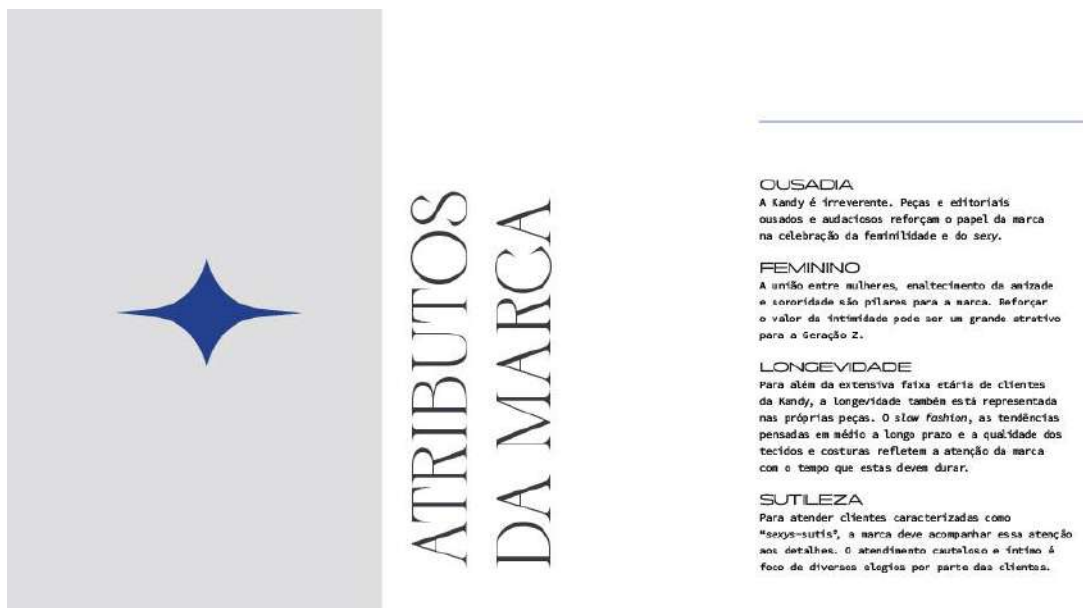 ATRIBUTOS
DA MARCA
OUSADIA
A Kandy é irreverente. Peças e editoriais
ousados e audaciosos reforçam o papel da marca
na celebração da feminilidade e do sexy.
FEMININO
A união entre mulheres, enaltecimento da amizade
e sororidade são pilares para a marca. Reforçar
o valor da intimidade pode ser um grande atrativo
para a Geração Z.
LONGEVIDADE
Para além da extensiva faixa etária de clientes
da Kandy, a longevidade também está representada
nas próprias peças. O slow fashion, as tendências
pensadas em médio a longo prazo e a qualidade dos
tecidos e costuras refletem a atenção da marca
com o tempo que estas devem durar.
SUTILEZA
Para atender clientes caracterizadas como
"sexys-sutis", a marca deve acompanhar essa atenção
aos detalhes. O atendimento cauteloso e íntimo é
foco de diversos elogios por parte das clientes.